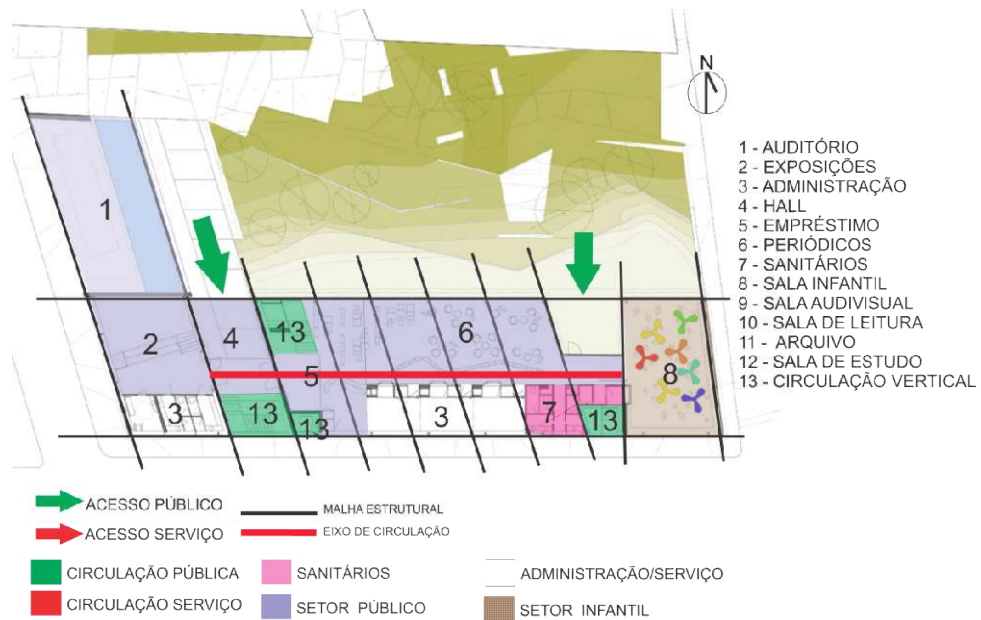 N
1 - AUDITÓRIO
2 - EXPOSIÇÕES
3 - ADMINISTRAÇÃO
4 - HALL
5 - EMPRÉSTIMO
6 - PERIÓDICOS
7 - SANITÁRIOS
8 - SALA INFANTIL
9 - SALA AUDIVISUAL
10 - SALA DE LEITURA
11 - ARQUIVO
12 - SALA DE ESTUDO
13 - CIRCULAÇÃO VERTICAL
1
2
4
13
6
5
8
3
13
13
3
7
13
ACESSO PÚBLICO
MALHA ESTRUTURAL
ACESSO SERVIÇO
EIXO DE CIRCULAÇÃO
CIRCULAÇÃO PÚBLICA
SANITÁRIOS
ADMINISTRAÇÃO/SERVIÇO
CIRCULAÇÃO SERVIÇO
SETOR PÚBLICO
SETOR INFANTIL